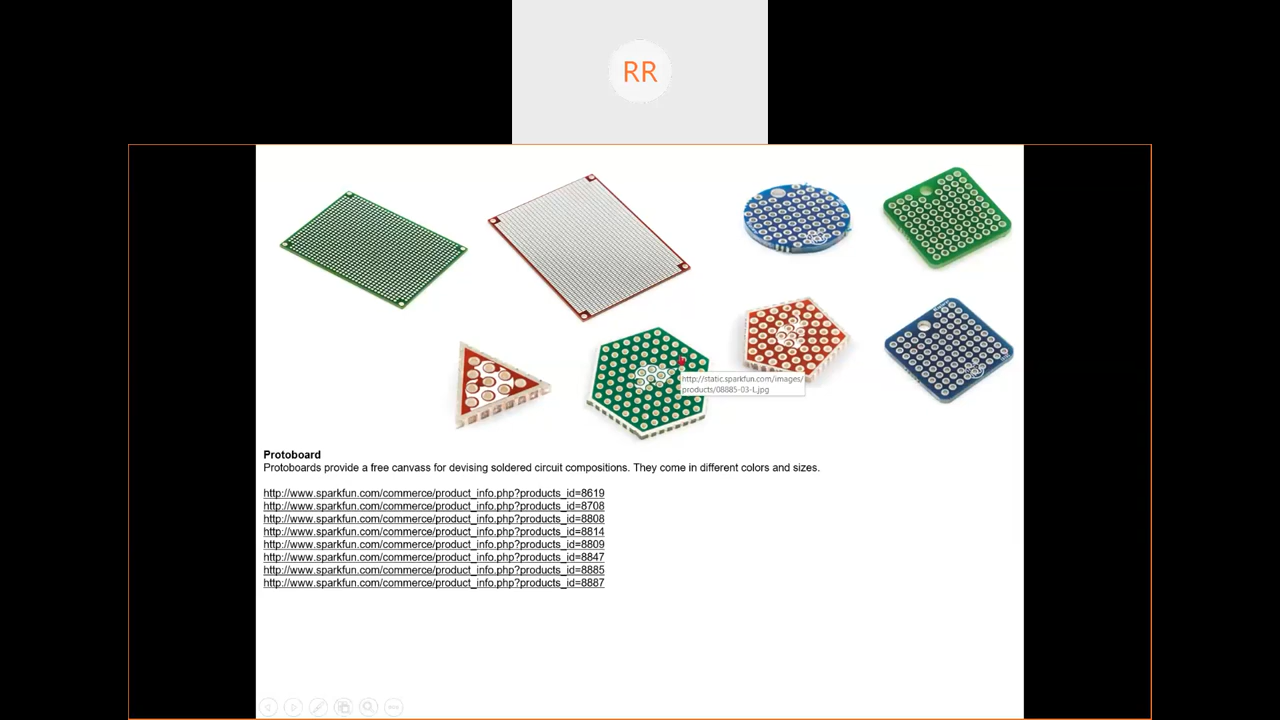 RR
http://static.sparkfun.com/images/
products/08885-03-L.jpg
Protoboard
Protoboards provide a free canvass for devising soldered circuit compositions. They come in different colors and sizes.
http://www.sparkfun.com/commerce/product_info.php?products_id=8619
http://www.sparkfun.com/commerce/product_info.php?products_id=8708
http://www.sparkfun.com/commerce/product_info.php?products_id=8808
http://www.sparkfun.com/commerce/product_info.php?products_id=8814
http://www.sparkfun.com/commerce/product_info.php?products_id=8809
http://www.sparkfun.com/commerce/product_info.php?products_id=8847
http://www.sparkfun.com/commerce/product_info.php?products_id=8885
http://www.sparkfun.com/commerce/product_info.php?products_id=8887